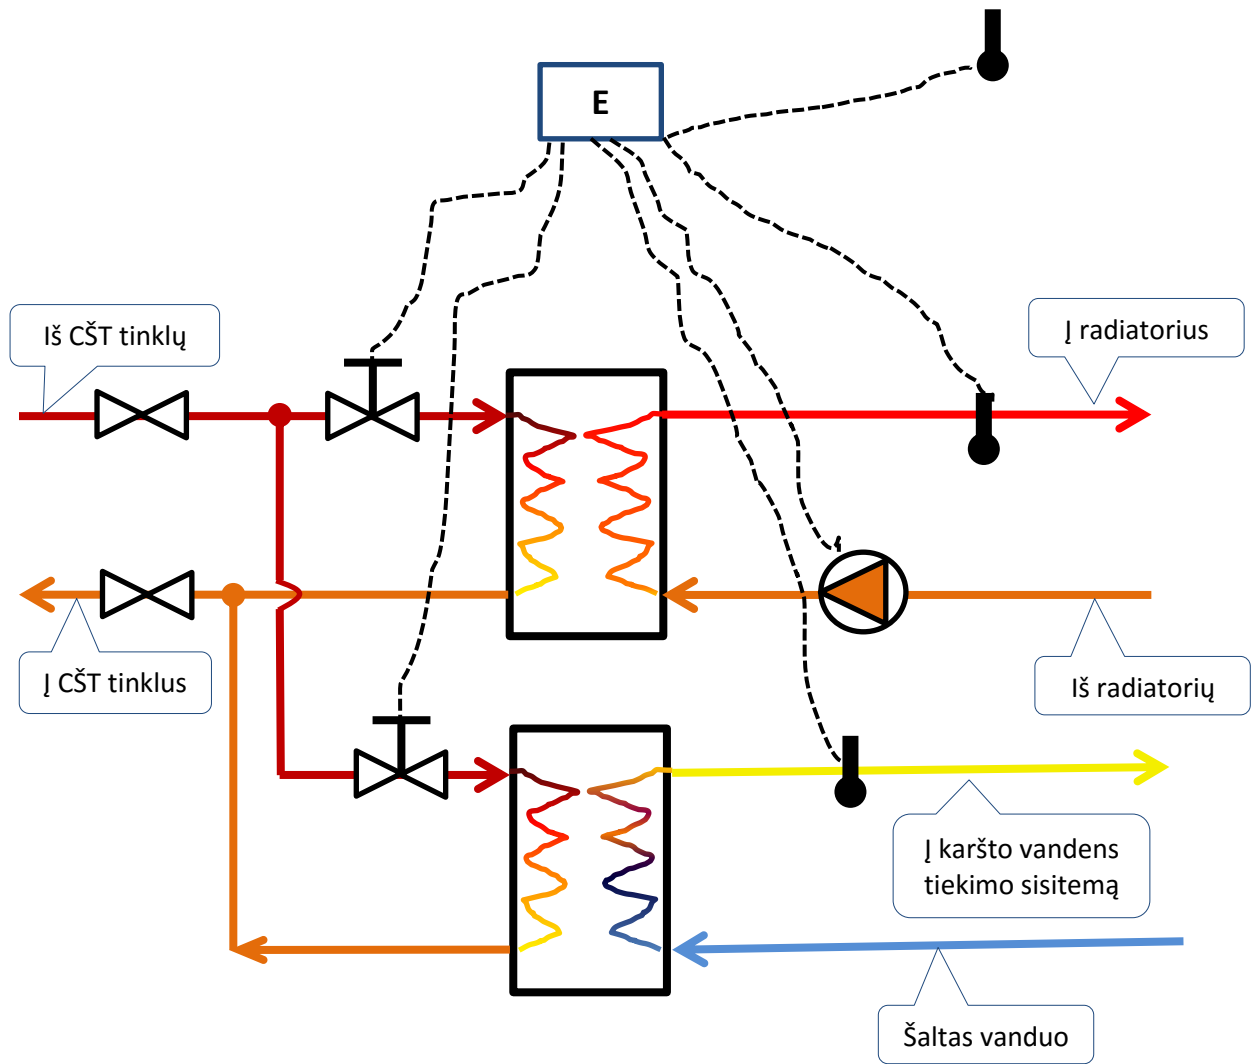 E
Iš CŠT tinklų
Į radiatorius
Į CŠT tinklus
Iš radiatorių
Į karšto vandens
tiekimo sisitemą
Šaltas vanduo